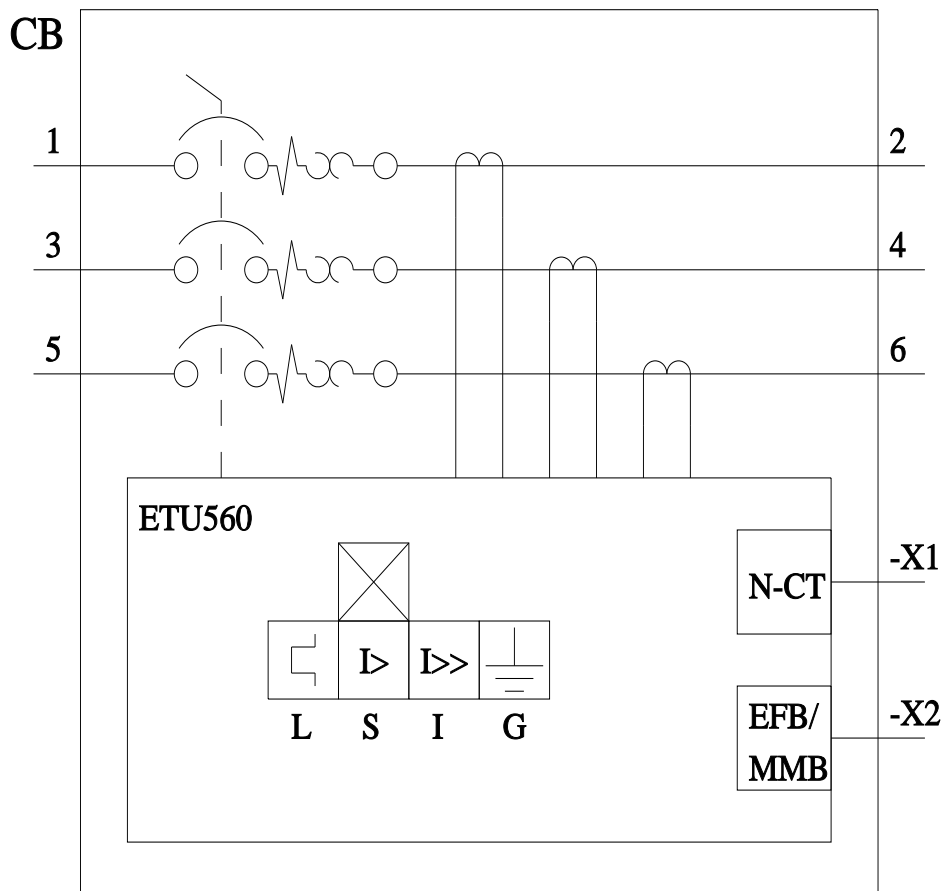 CB
1 2
3 4
5 6
ETU560
N-CT -X1
I> I>>
L S I G
EFB/ -X2
MMB